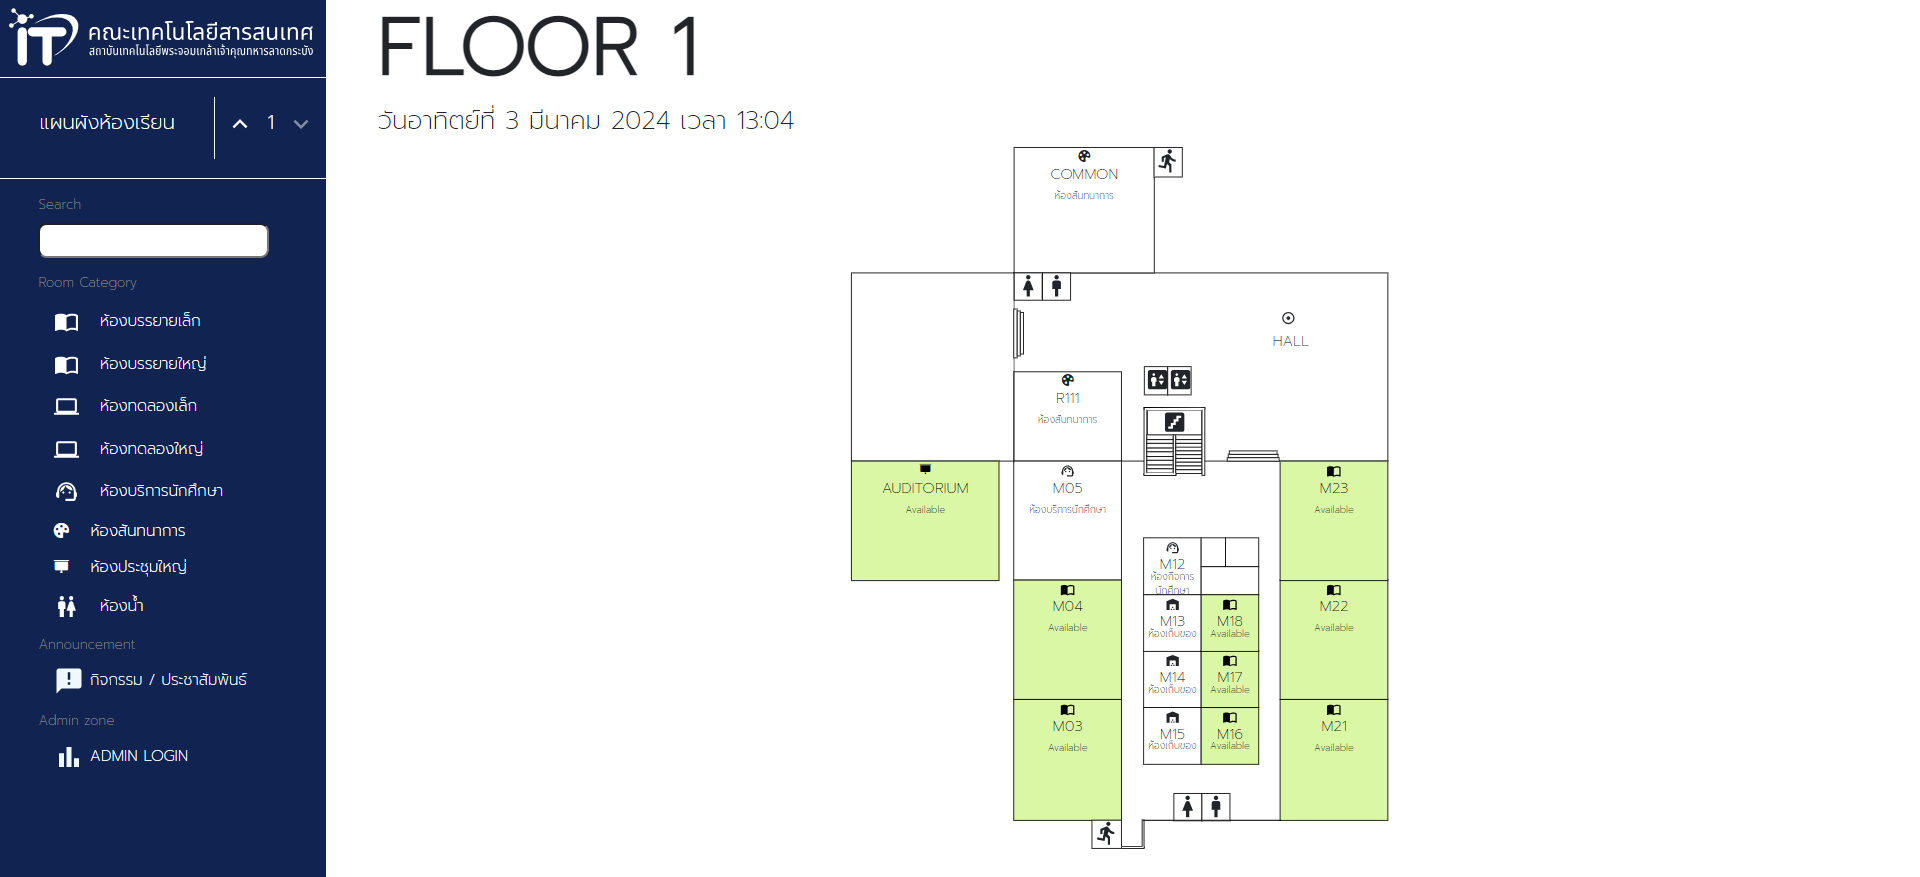 iT คณะเทคโนโลยีสารสนเทศ
สถาบันเทคโนโลยีพระจอมเกล้าเจ้าคุณทหารลาดกระบัง
แผนผังห้องเรียน
1
Search
Room Category
ห้องบรรยายเล็ก
ห้องบรรยายใหญ่
ห้องทดลองเล็ก
ห้องทดลองใหญ่
ห้องบริการนักศึกษา
ห้องสันทนาการ
ห้องประชุมใหญ่
ห้องน้ำ
Announcement
กิจกรรม / ประชาสัมพันธ์
Admin zone
ADMIN LOGIN
FLOOR 1
วันอาทิตย์ที่ 3 มีนาคม 2024 เวลา 13:04
COMMON
ห้องสันทนาการ
HALL
R111
ห้องสันทนาการ
AUDITORIUM
Available
M05
ห้องบริการนักศึกษา
M23
Available
M12
ห้องกิจการ
นักศึกษา
M04
Available
M13
ห้องเก็บของ
M18
Available
M22
Available
M14
ห้องเก็บของ
M17
Available
M03
Available
M15
ห้องเก็บของ
M16
Available
M21
Available